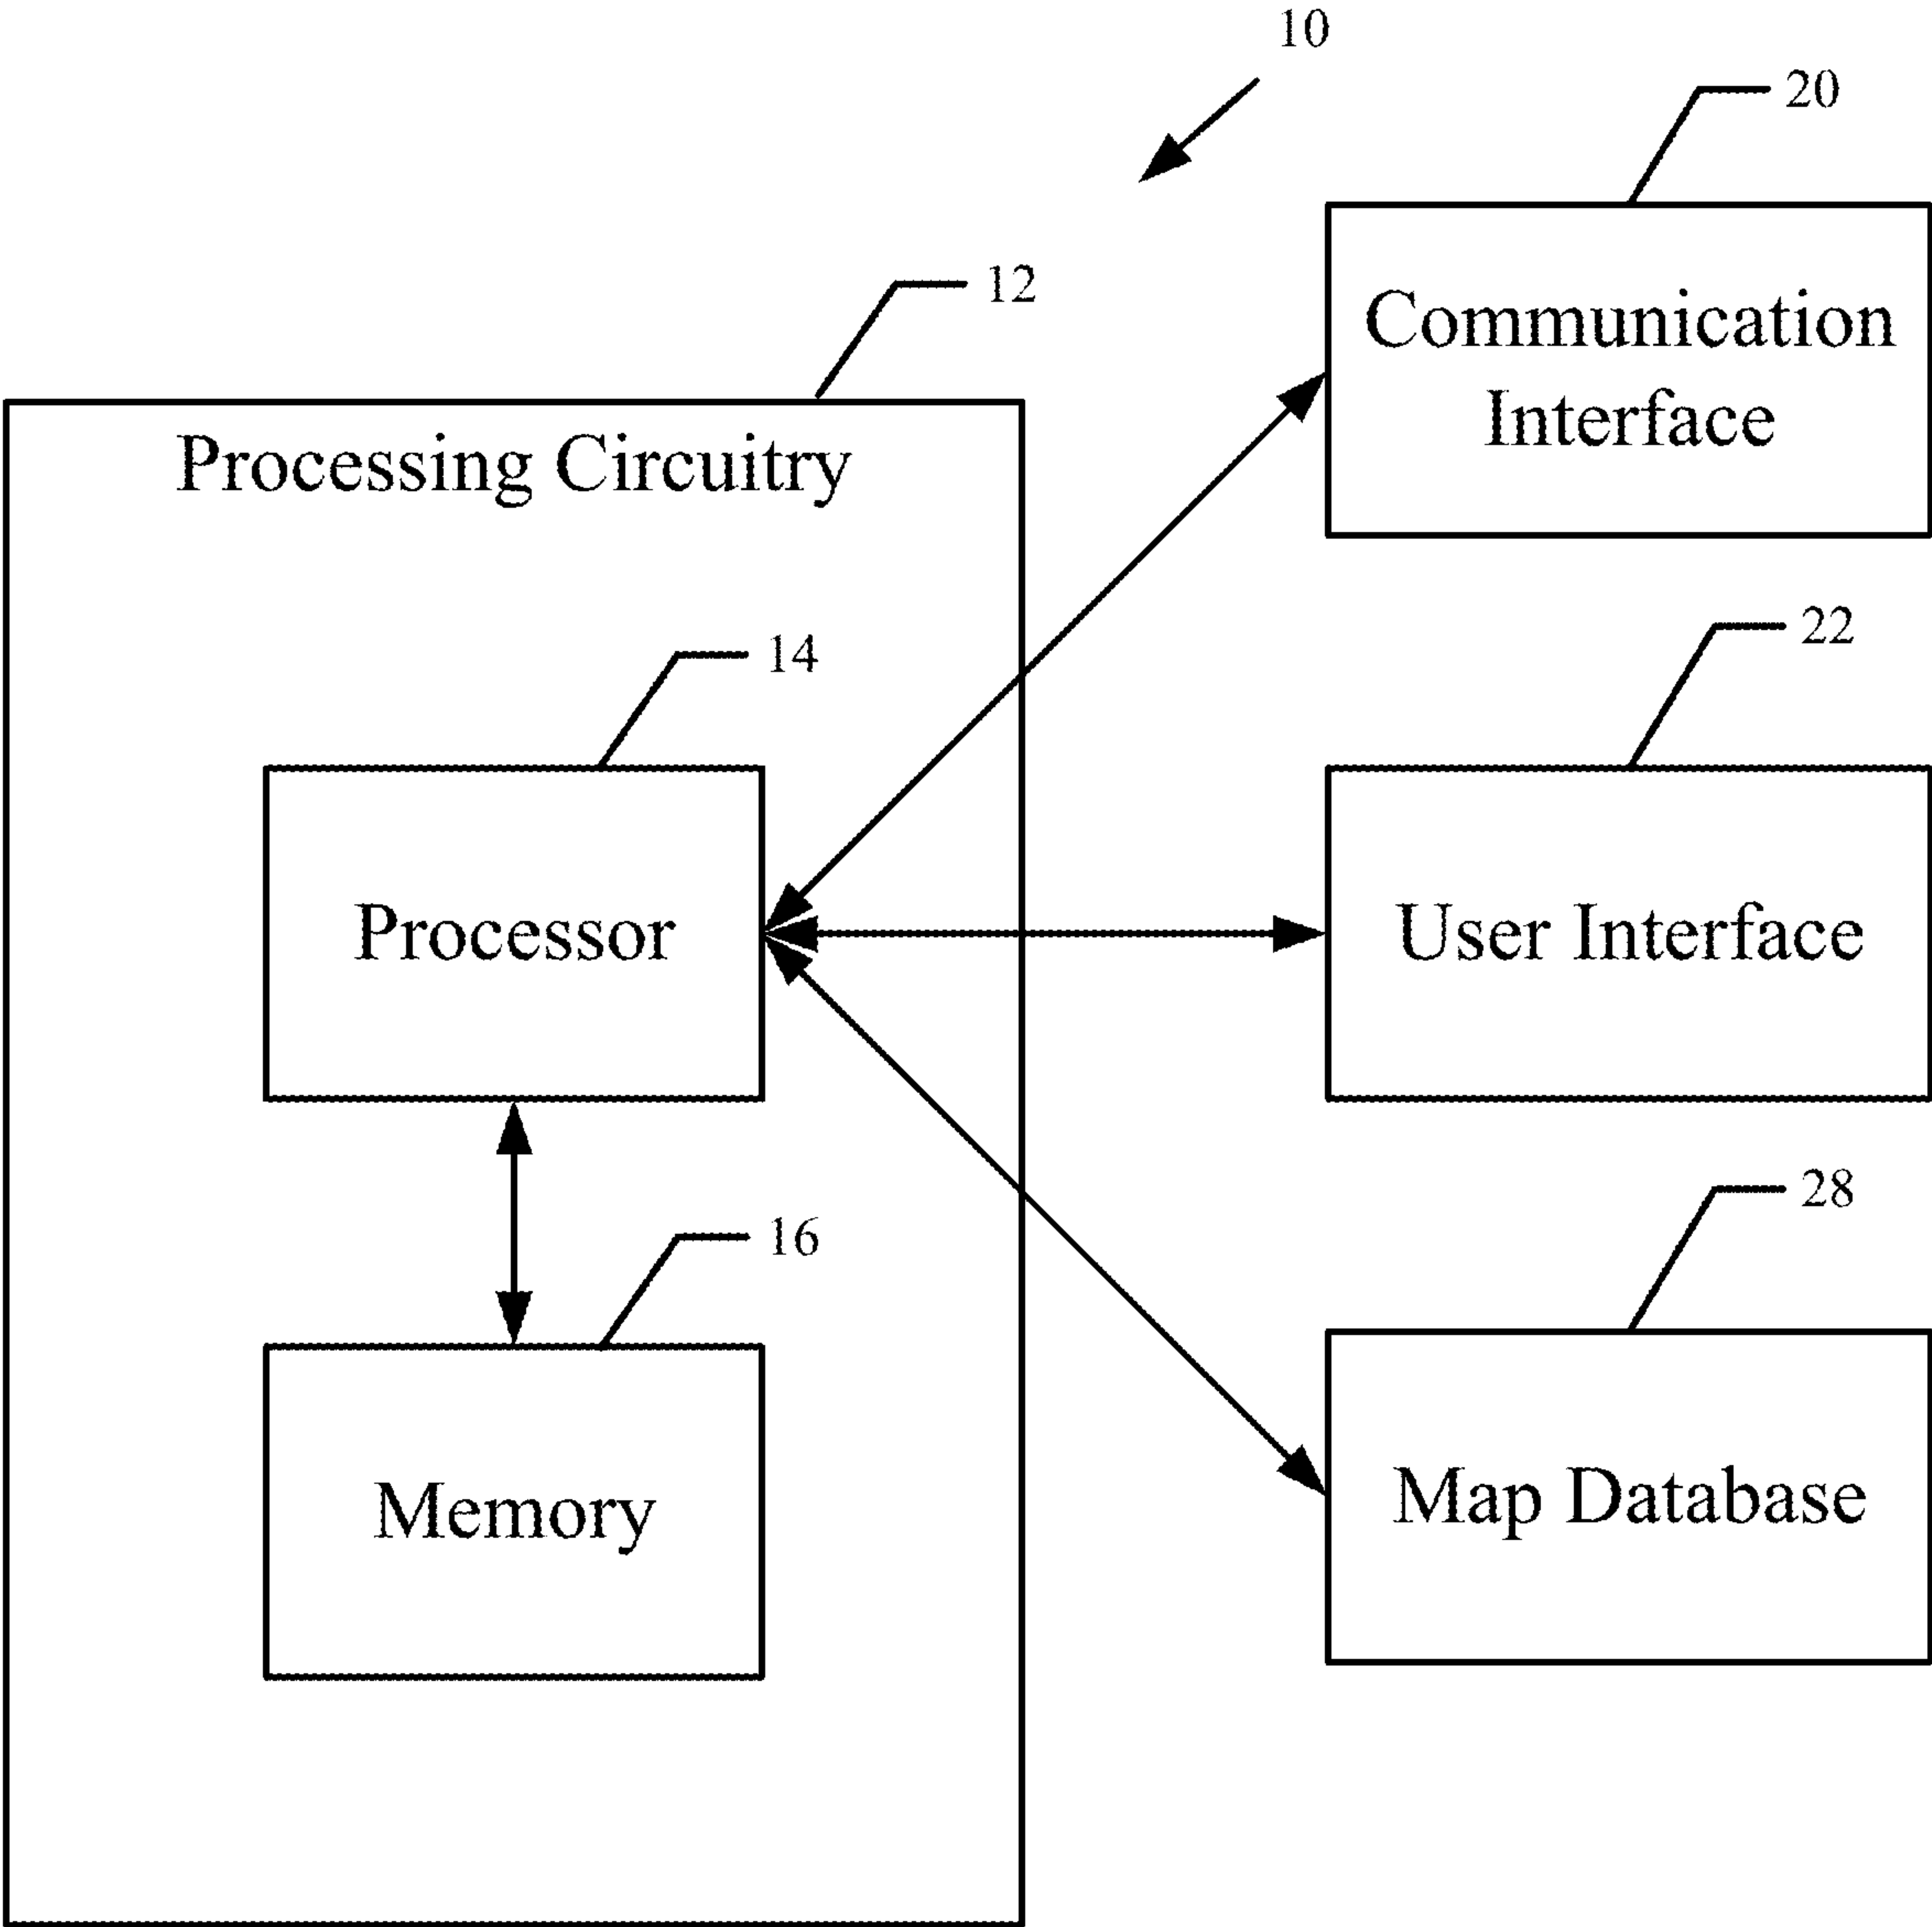 10
20
12
Communication
Interface
Processing Circuitry
22
14
Processor
User Interface
28
16
Map Database
Memory